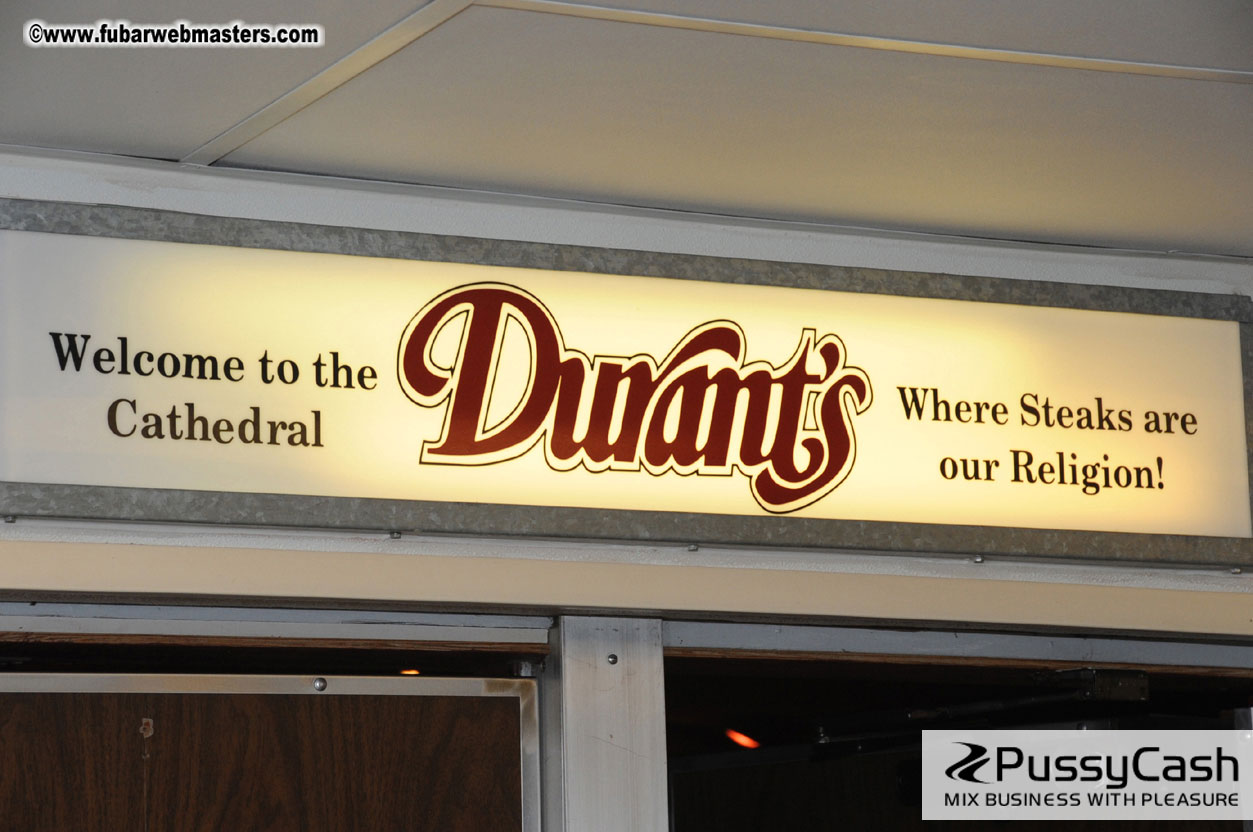 ©www.fubarwebmasters.com
Welcome to the
Cathedral
Durant's
Where Steaks are
our Religion!
PussyCash
MIX BUSINESS WITH PLEASURE